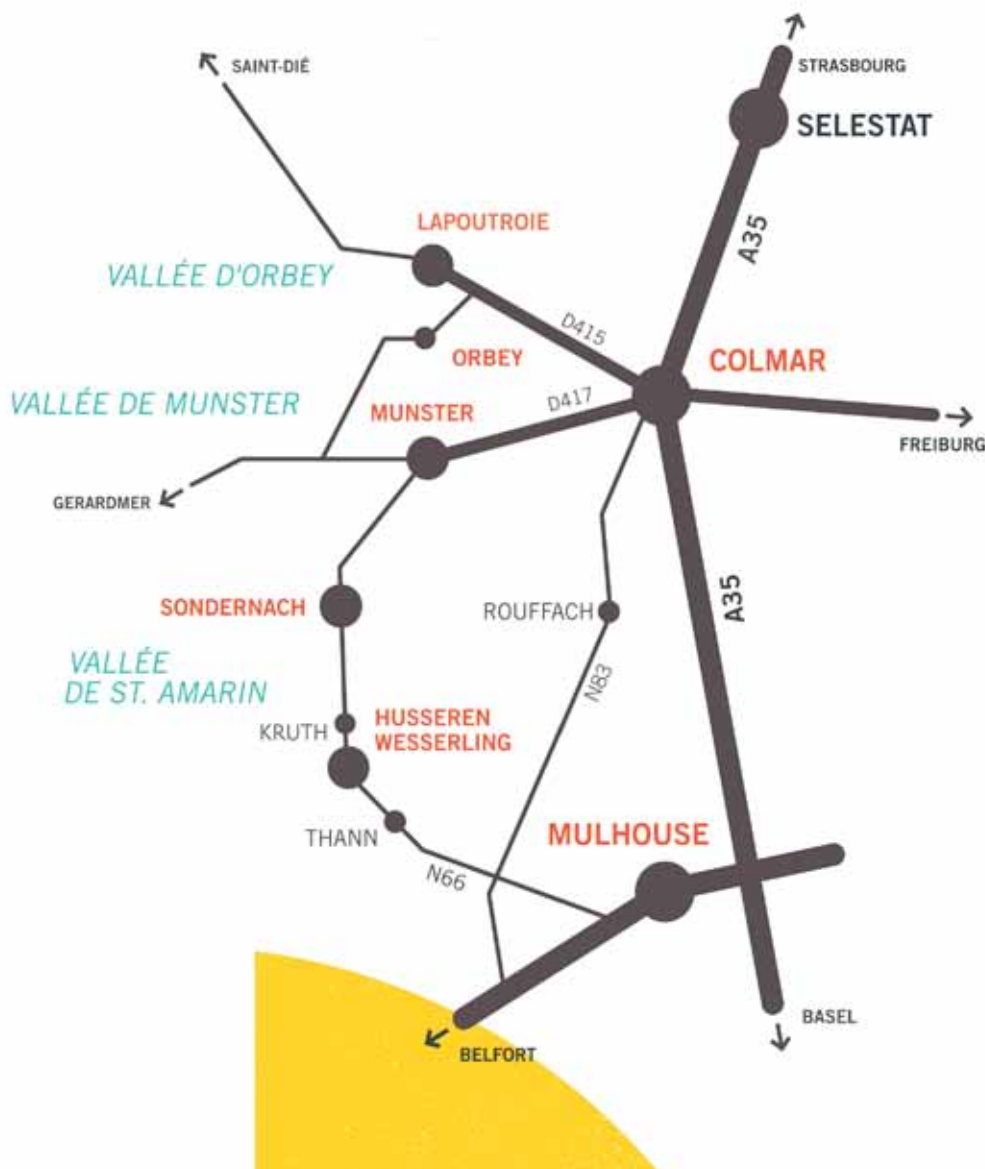 STRASBOURG
SAINT-DIÉ
SELESTAT
LAPOUTROIE
A35
VALLÉE D'ORBEY
D415
ORBEY
COLMAR
VALLÉE DE MUNSTER
MUNSTER
D417
FREIBURG
GERARDMER
SONDERNACH
ROUFFACH
A35
VALLÉE
DE ST. AMARIN
N83
KRUTH
HUSSEREN
WESSERLING
THANN
MULHOUSE
N66
BASEL
BELFORT